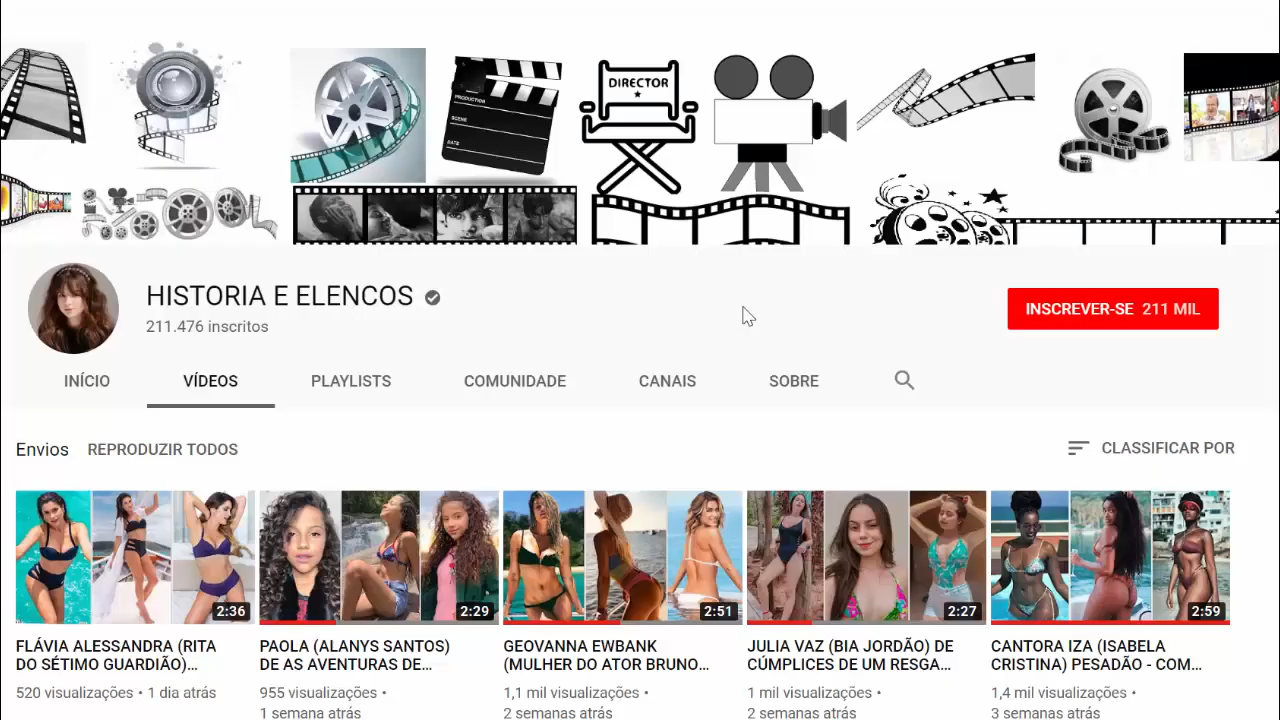 DIRECTOR
PRODUCTION
SCENE
DATE
HISTORIA E ELENCOS
211.476 inscritos
INSCREVER-SE 211 MIL
INÍCIO VÍDEOS PLAYLISTS COMUNIDADE CANAIS SOBRE
Envios REPRODUZIR TODOS CLASSIFICAR POR
2:36 2:29 2:51 2:27 2:59
FLÁVIA ALESSANDRA (RITA
DO SÉTIMO GUARDIÃO)...
520 visualizações • 1 dia atrás
PAOLA (ALANYS SANTOS)
DE AS AVENTURAS DE...
955 visualizações •
1 semana atrás
GEOVANNA EWBANK
(MULHER DO ATOR BRUNO...
1,1 mil visualizações •
2 semanas atrás
JULIA VAZ (BIA JORDÃO) DE
CÚMPLICES DE UM RESGA...
1 mil visualizações •
2 semanas atrás
CANTORA IZA (ISABELA
CRISTINA) PESADÃO - COM...
1,4 mil visualizações •
3 semanas atrás